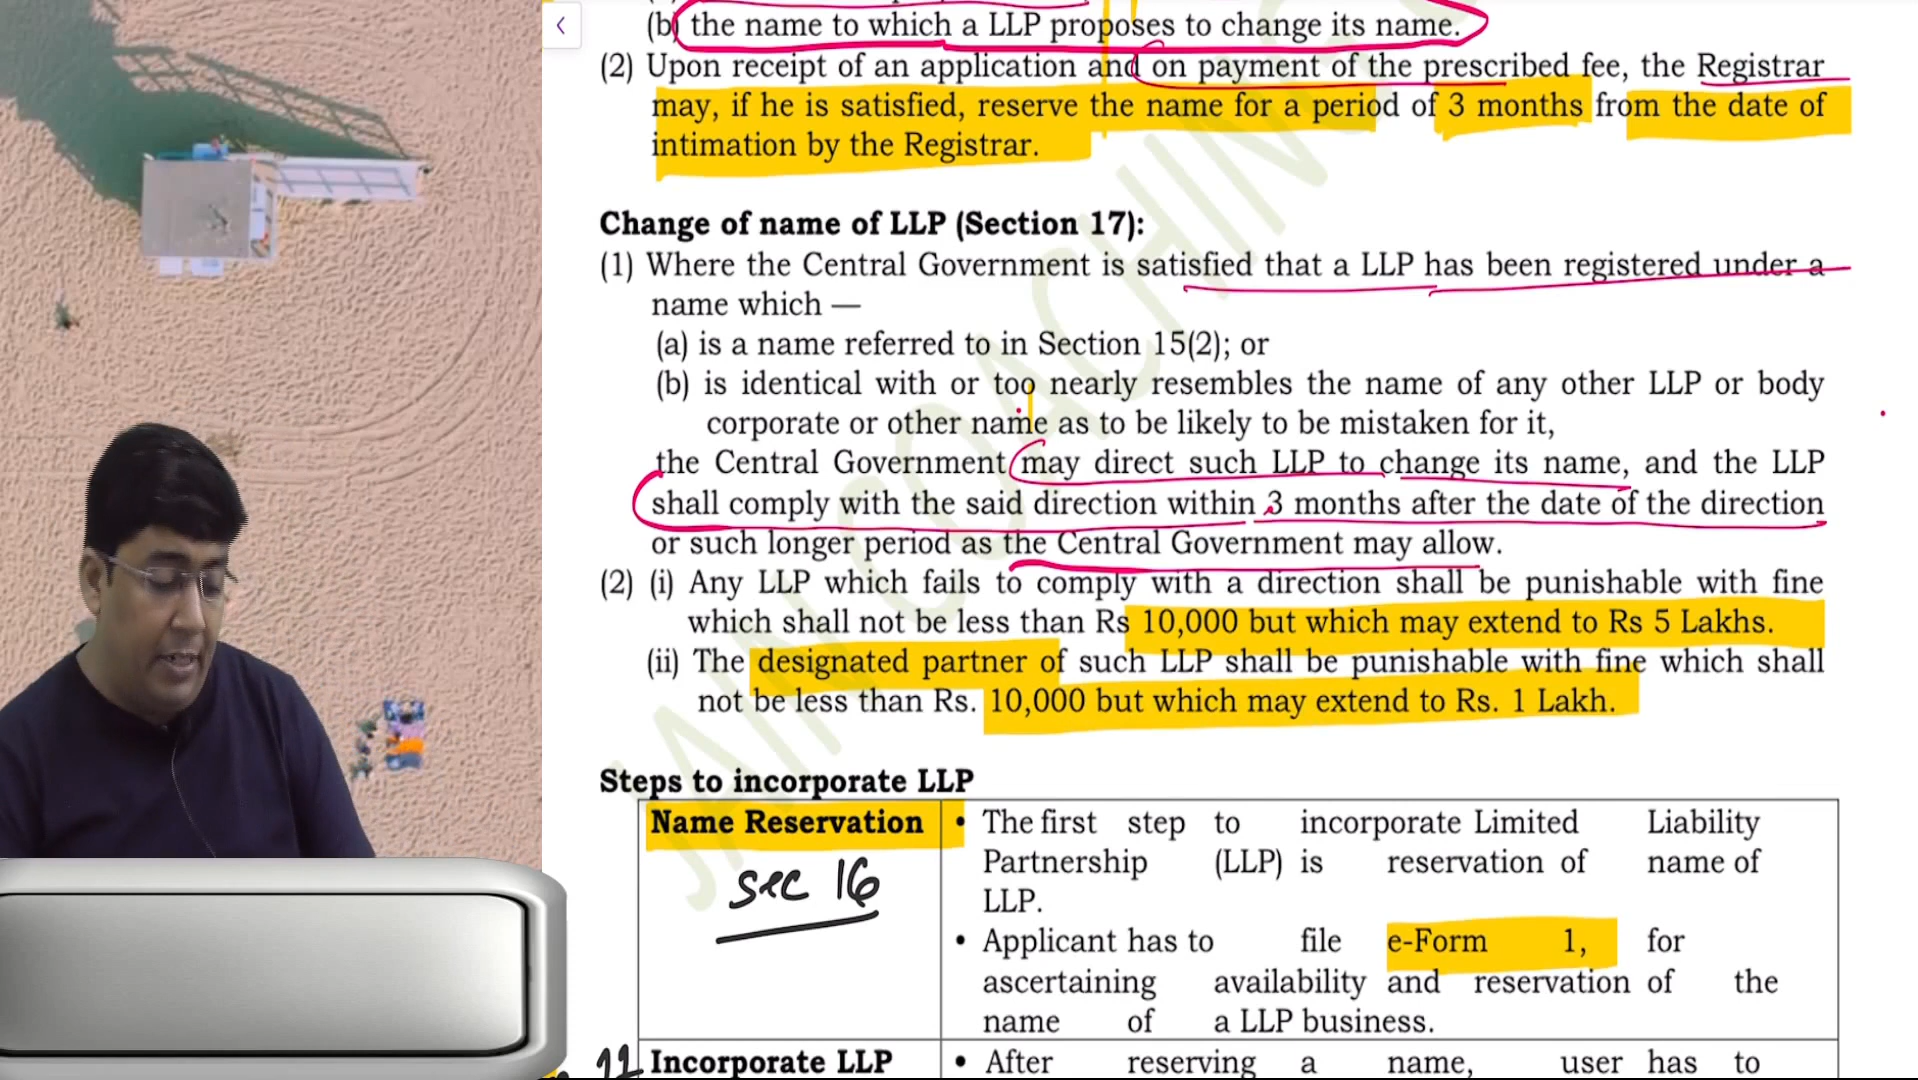 (b) the name to which a LLP proposes to change its name.
(2) Upon receipt of an application and on payment of the prescribed fee, the Registrar
may, if he is satisfied, reserve the name for a period of 3 months from the date of
intimation by the Registrar.
Change of name of LLP (Section 17):
(1) Where the Central Government is satisfied that a LLP has been registered under a
name which —
(a) is a name referred to in Section 15(2); or
(b) is identical with or too nearly resembles the name of any other LLP or body
corporate or other name as to be likely to be mistaken for it,
the Central Government may direct such LLP to change its name, and the LLP
shall comply with the said direction within 3 months after the date of the direction
or such longer period as the Central Government may allow.
(2) (i) Any LLP which fails to comply with a direction shall be punishable with fine
which shall not be less than Rs 10,000 but which may extend to Rs 5 Lakhs.
(ii) The designated partner of such LLP shall be punishable with fine which shall
not be less than Rs. 10,000 but which may extend to Rs. 1 Lakh.
Steps to incorporate LLP
Name Reservation
sec 16
• The first step to incorporate Limited Liability
Partnership (LLP) is reservation of name of
LLP.
• Applicant has to file e-Form 1, for
ascertaining availability and reservation of the
name of a LLP business.
Incorporate LLP
• After reserving a name, user has to
JAIN COACHING